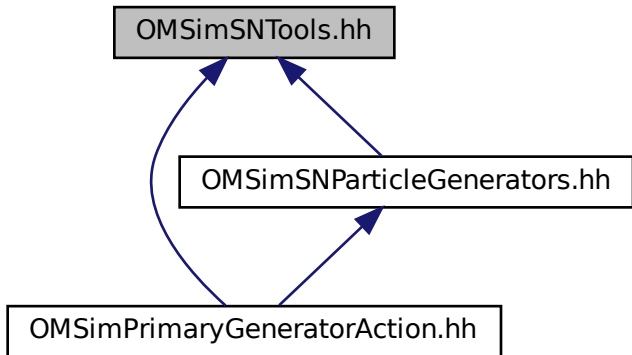 OMSimSNTools.hh
OMSimSNParticleGenerators.hh
OMSimPrimaryGeneratorAction.hh